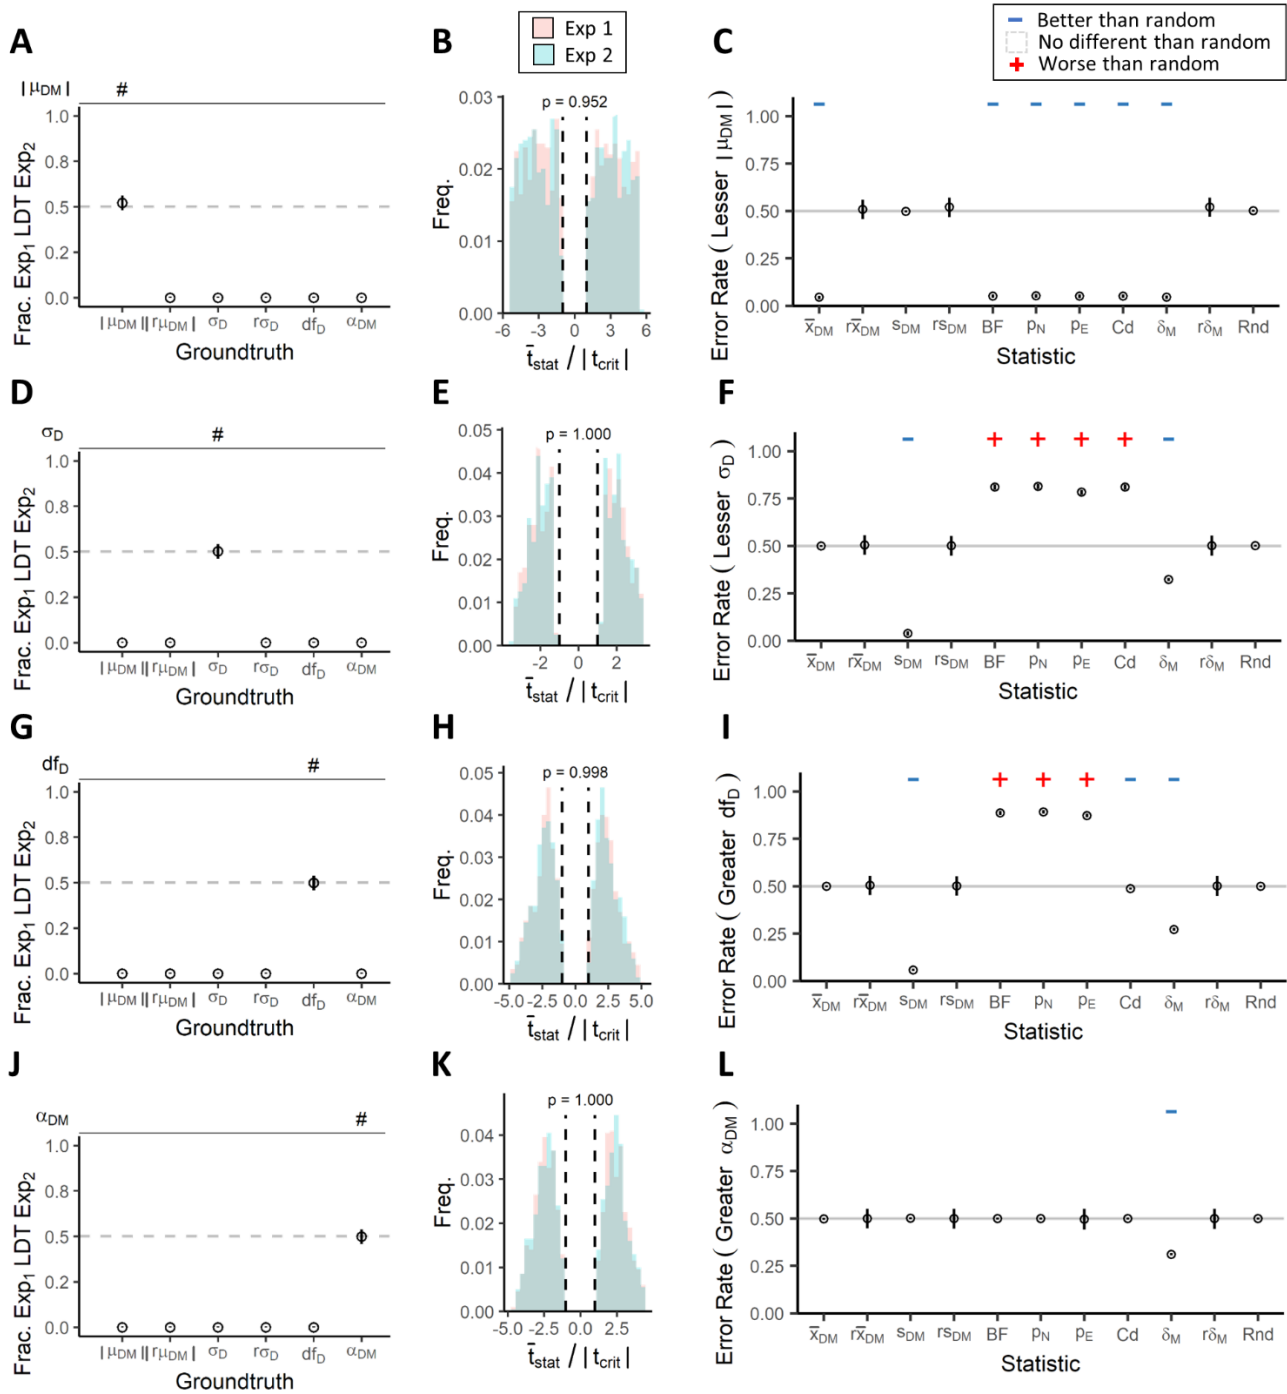 A
B
Exp 1
Exp 2
C
Better than random
No different than random
Worse than random
|μDM|
#
Frac. Exp1 LDT Exp2
1.0
0.8
0.5
0.2
0.0
|μDM| |rμDM| σD rσD dfD αDM
Groundtruth
p = 0.952
Freq.
0.03
0.02
0.01
0.00
-6 -3 0 3 6
t̄stat / |tcrit|
Error Rate ( Lesser |μDM| )
1.00
0.75
0.50
0.25
0.00
x̄DM rx̄DM sDM rsDM BF pN pE Cd δM rδM Rnd
Statistic
D
E
F
σD
#
Frac. Exp1 LDT Exp2
1.0
0.8
0.5
0.2
0.0
|μDM| |rμDM| σD rσD dfD αDM
Groundtruth
p = 1.000
Freq.
0.05
0.04
0.03
0.02
0.01
0.00
-2 0 2
t̄stat / |tcrit|
Error Rate ( Lesser σD )
1.00
0.75
0.50
0.25
0.00
x̄DM rx̄DM sDM rsDM BF pN pE Cd δM rδM Rnd
Statistic
G
H
I
dfD
#
Frac. Exp1 LDT Exp2
1.0
0.8
0.5
0.2
0.0
|μDM| |rμDM| σD rσD dfD αDM
Groundtruth
p = 0.998
Freq.
0.05
0.04
0.03
0.02
0.01
0.00
-5.0 -2.5 0.0 2.5 5.0
t̄stat / |tcrit|
Error Rate ( Greater dfD )
1.00
0.75
0.50
0.25
0.00
x̄DM rx̄DM sDM rsDM BF pN pE Cd δM rδM Rnd
Statistic
J
K
L
αDM
#
Frac. Exp1 LDT Exp2
1.0
0.8
0.5
0.2
0.0
|μDM| |rμDM| σD rσD dfD αDM
Groundtruth
p = 1.000
Freq.
0.04
0.03
0.02
0.01
0.00
-5.0 -2.5 0.0 2.5
t̄stat / |tcrit|
Error Rate ( Greater αDM )
1.00
0.75
0.50
0.25
0.00
x̄DM rx̄DM sDM rsDM BF pN pE Cd δM rδM Rnd
Statistic